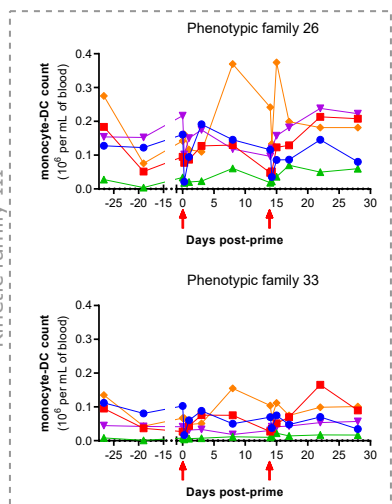 Phenotypic family 26
monocyte-DC count
(10⁶ per mL of blood)
0.4
0.3
0.2
0.1
0.0
-25 -20 -15 0 5 10 15 20 25 30
Days post-prime
Phenotypic family 33
monocyte-DC count
(10⁶ per mL of blood)
0.4
0.3
0.2
0.1
0.0
-25 -20 -15 0 5 10 15 20 25 30
Days post-prime
Kinetic family